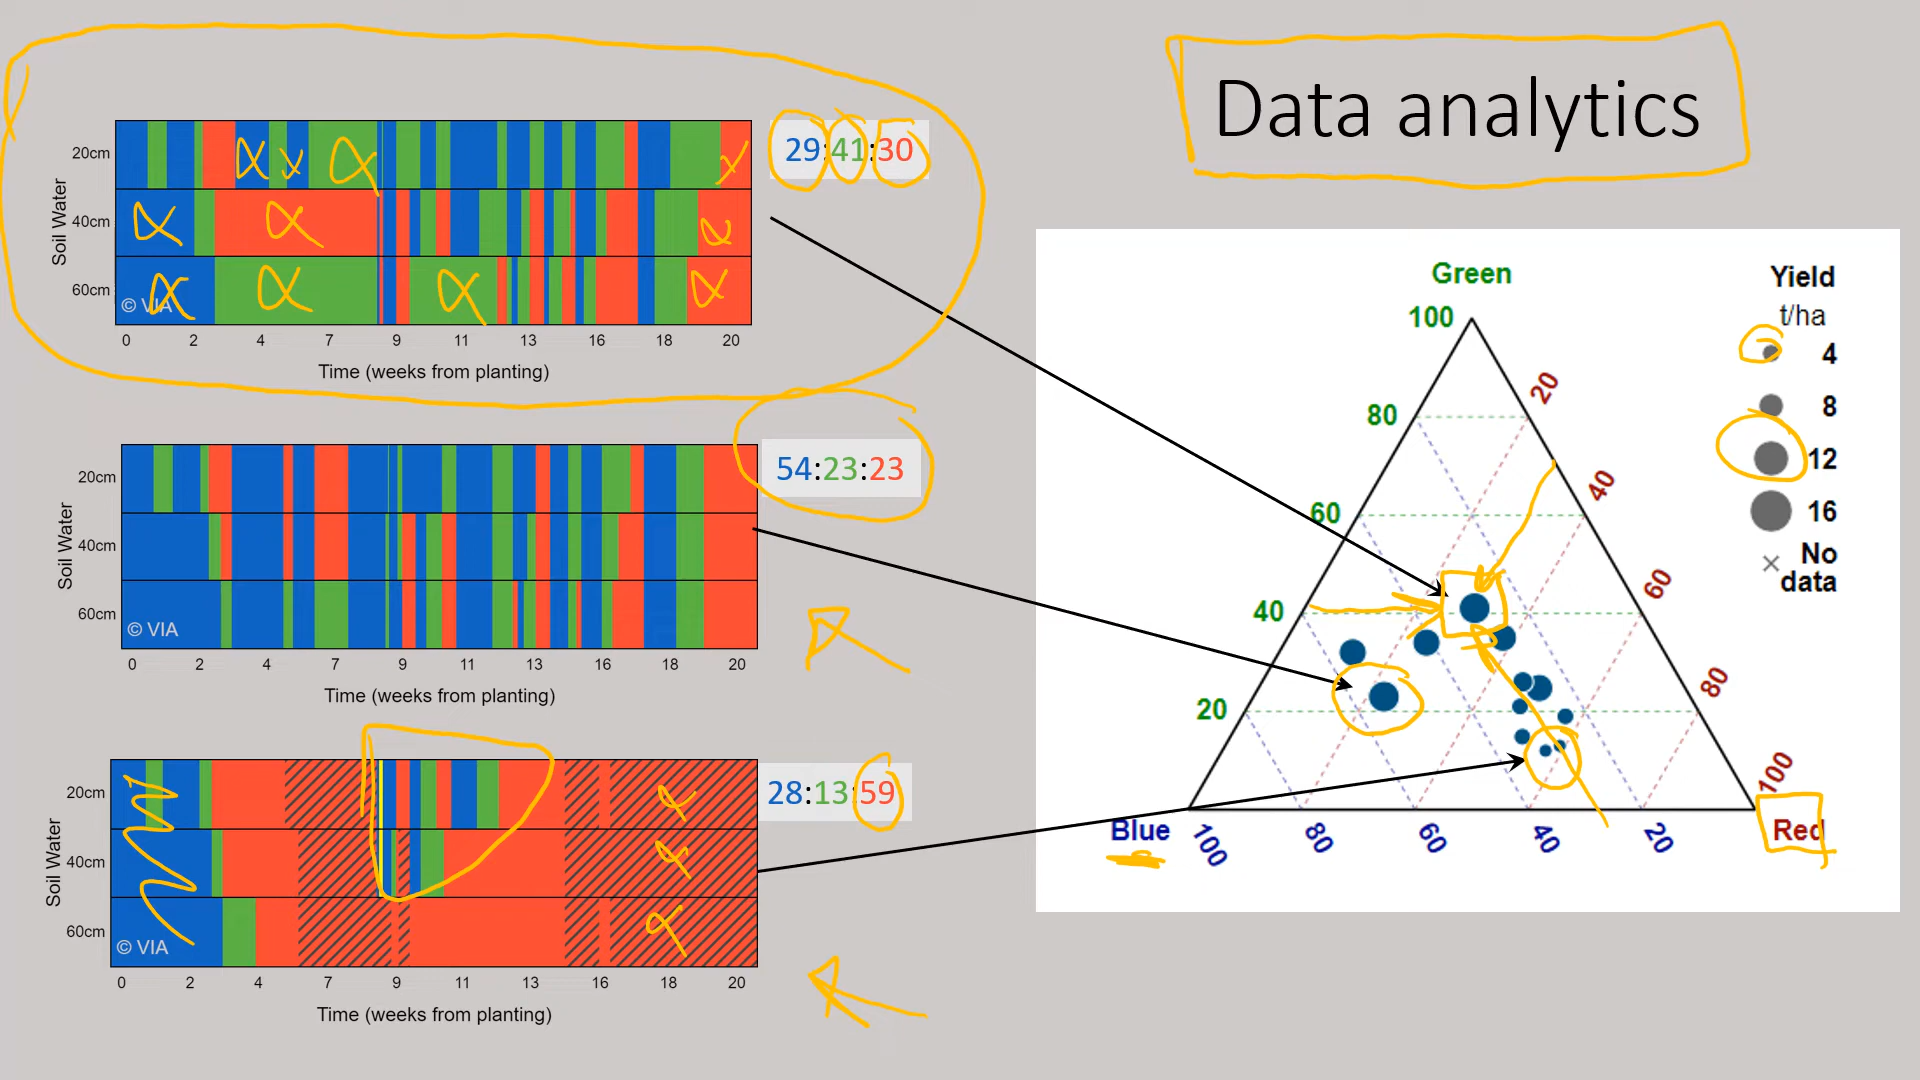 Data analytics
20cm
40cm
60cm
Soil Water
© VIA
0 2 4 7 9 11 13 16 18 20
Time (weeks from planting)
29:41:30
20cm
40cm
60cm
Soil Water
© VIA
0 2 4 7 9 11 13 16 18 20
Time (weeks from planting)
54:23:23
20cm
40cm
60cm
Soil Water
© VIA
0 2 4 7 9 11 13 16 18 20
Time (weeks from planting)
28:13:59
Green
100
80
60
40
20
20
40
60
80
100
Blue
100
80
60
40
20
Red
Yield
t/ha
4
8
12
16
No
data